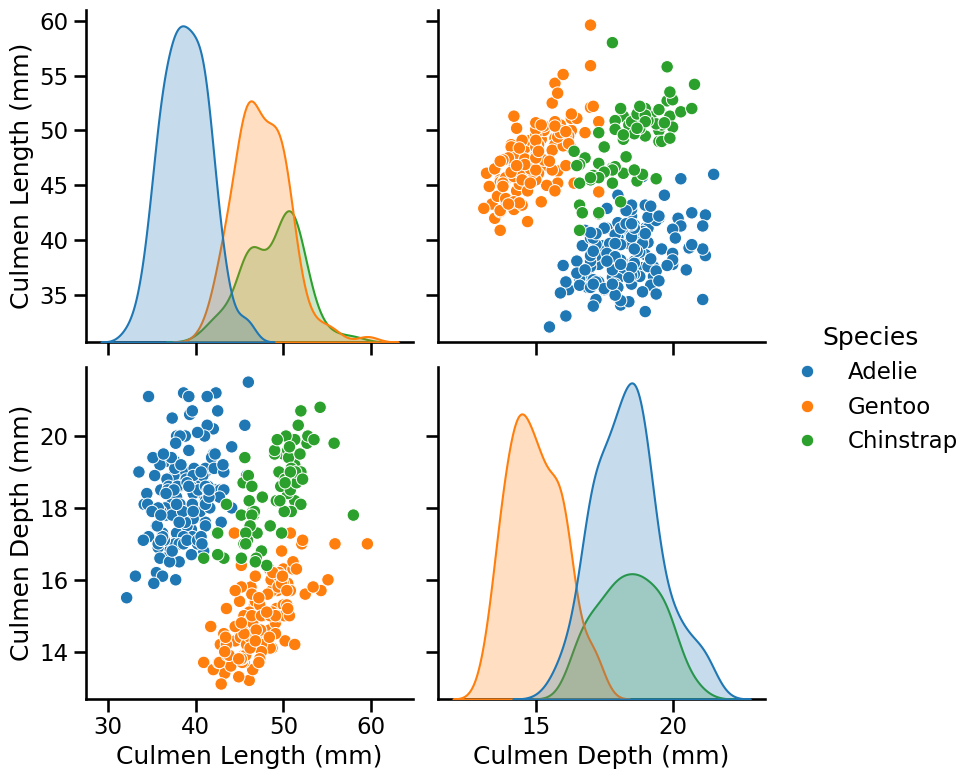 60
55
50
45
40
35
Culmen Length (mm)
Species
Adelie
Gentoo
Chinstrap
20
18
16
14
Culmen Depth (mm)
30 40 50 60
15 20
Culmen Length (mm)
Culmen Depth (mm)